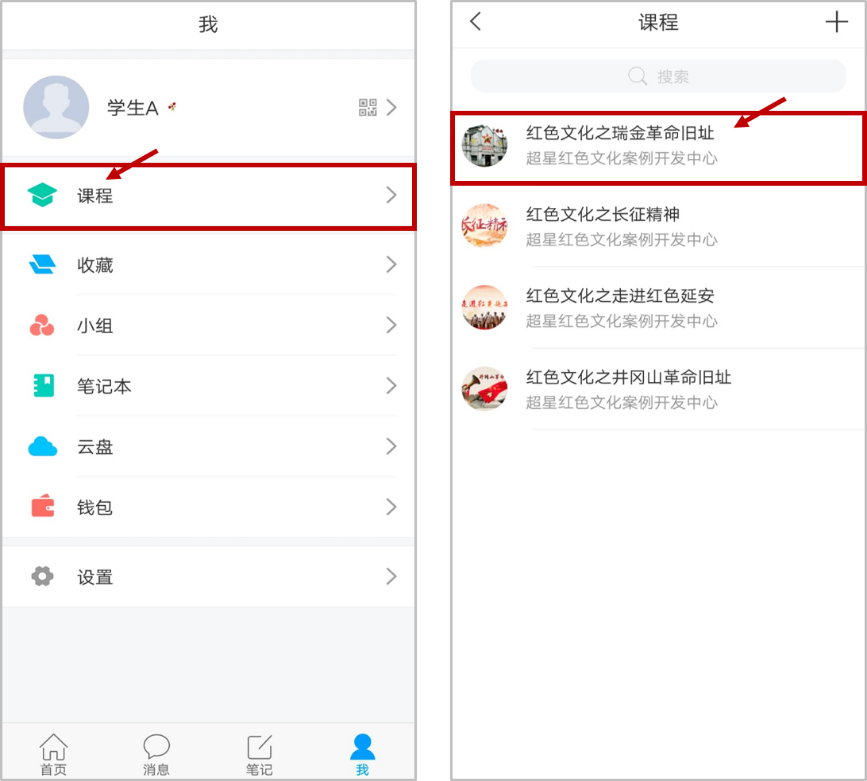 我
学生A
课程
收藏
小组
笔记本
云盘
钱包
设置
首页
消息
笔记
我
课程
搜索
红色文化之瑞金革命旧址
超星红色文化案例开发中心
长征精神
红色文化之长征精神
超星红色文化案例开发中心
红色文化之走进红色延安
超星红色文化案例开发中心
红色文化之井冈山革命旧址
超星红色文化案例开发中心